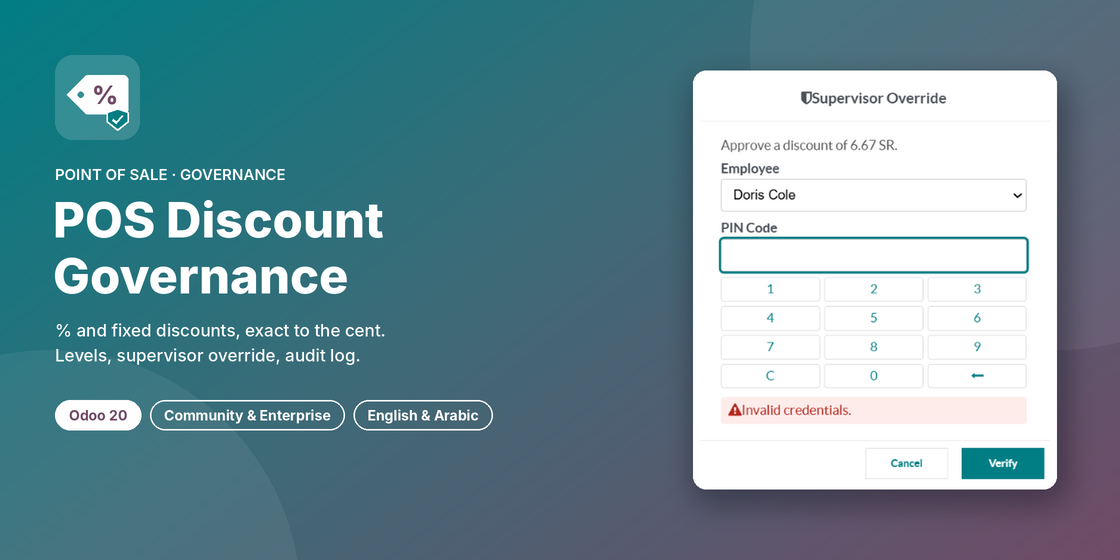 %
POINT OF SALE · GOVERNANCE
POS Discount
Governance
% and fixed discounts, exact to the cent.
Levels, supervisor override, audit log.
Odoo 20
Community & Enterprise
English & Arabic
Supervisor Override
Approve a discount of 6.67 SR.
Employee
Doris Cole
PIN Code
1 2 3
4 5 6
7 8 9
C 0
Invalid credentials.
Cancel Verify